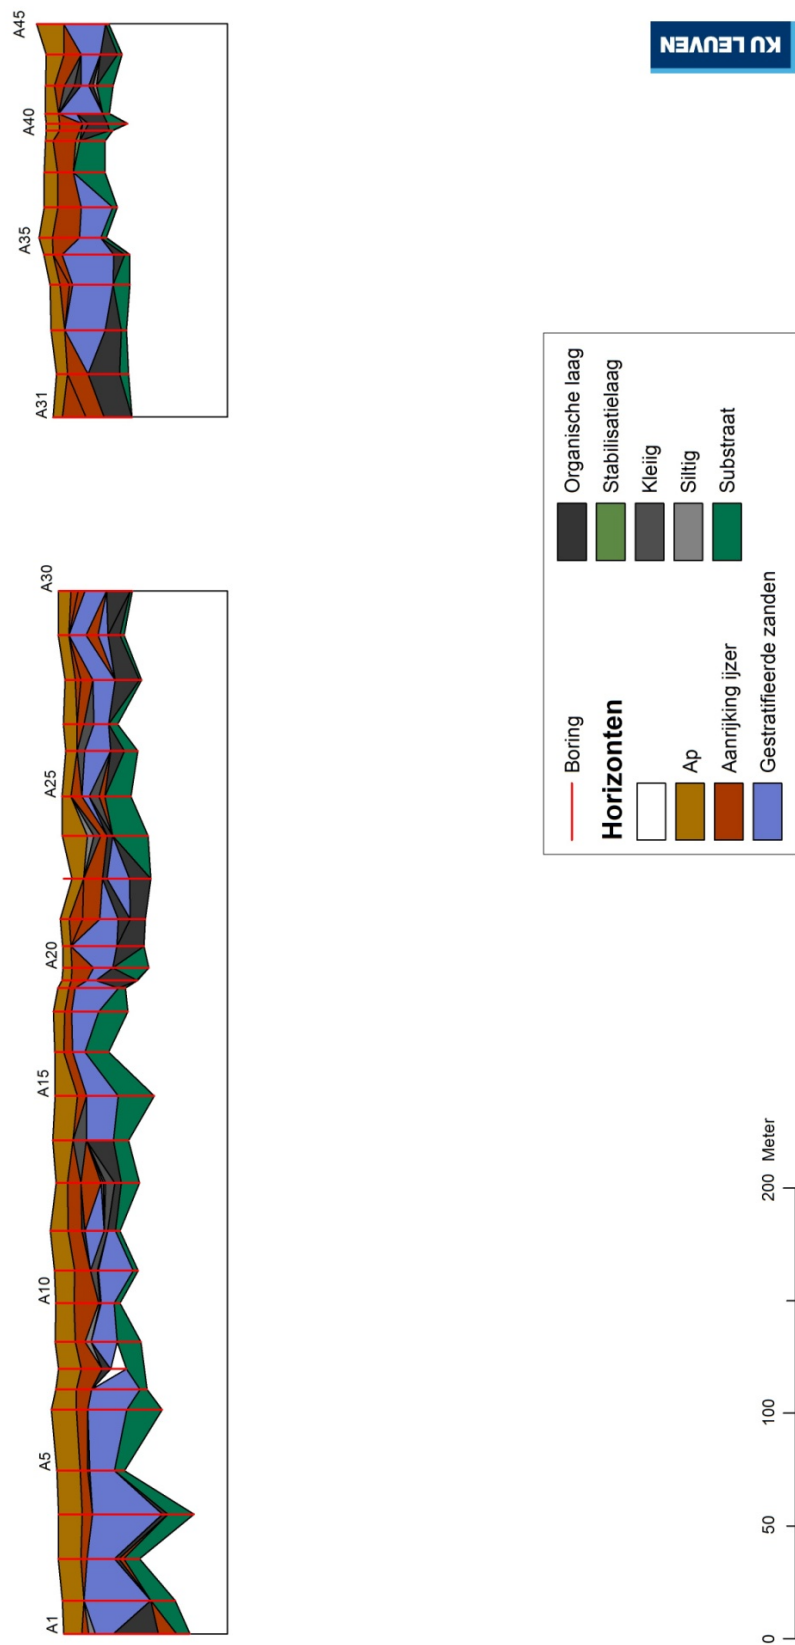 A1
A5
A10
A15
A20
A25
A30
A31
A35
A40
A45
Boring
Horizonten
Ap
Aanrijking ijzer
Gestratifieerde zanden
Organische laag
Stabilisatielaag
Kleiig
Siltig
Substraat
0 50 100 200 Meter
KU LEUVEN